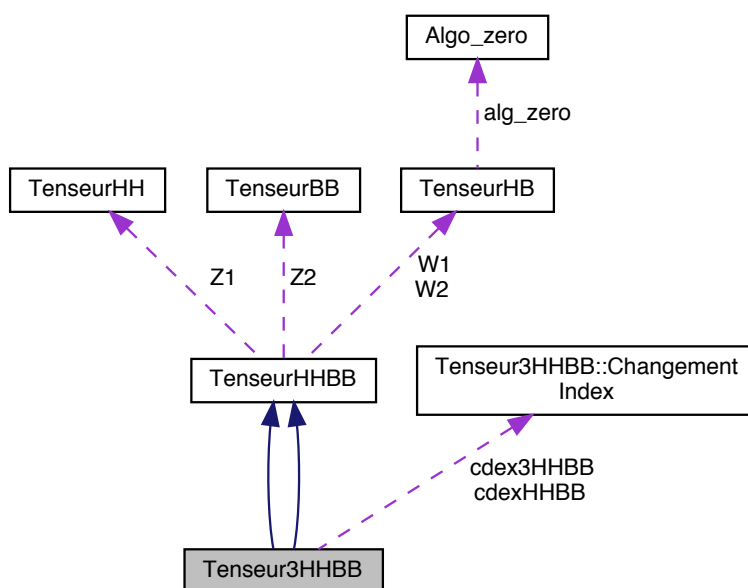 Algo_zero
alg_zero
TenseurHH
TenseurBB
TenseurHB
Z1
Z2
W1
W2
TenseurHHBB
Tenseur3HHBB::Changement
Index
cdex3HHBB
cdexHHBB
Tenseur3HHBB